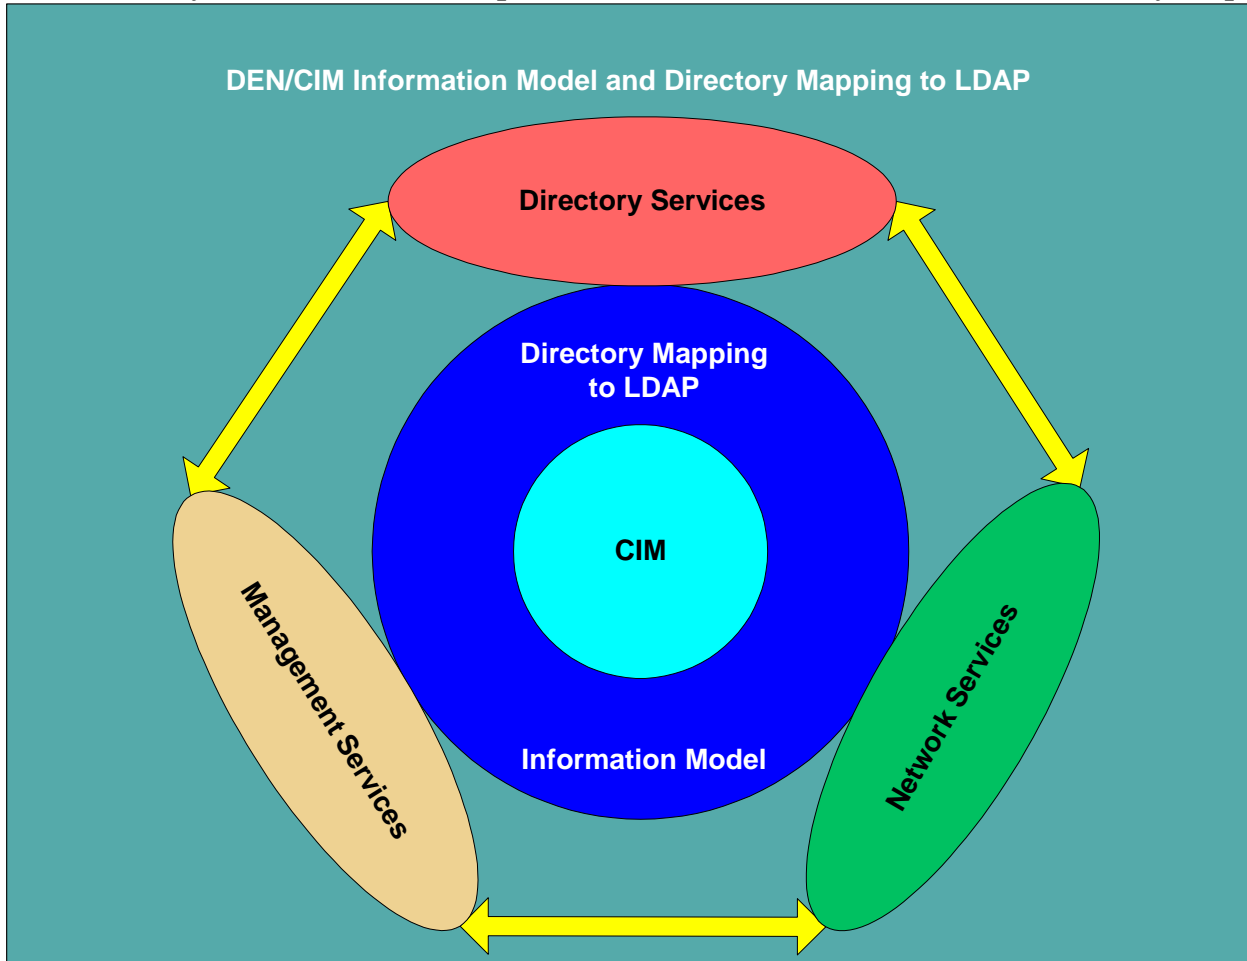 DEN/CIM Information Model and Directory Mapping to LDAP
Directory Services
Directory Mapping
to LDAP
CIM
Management Services
Network Services
Information Model